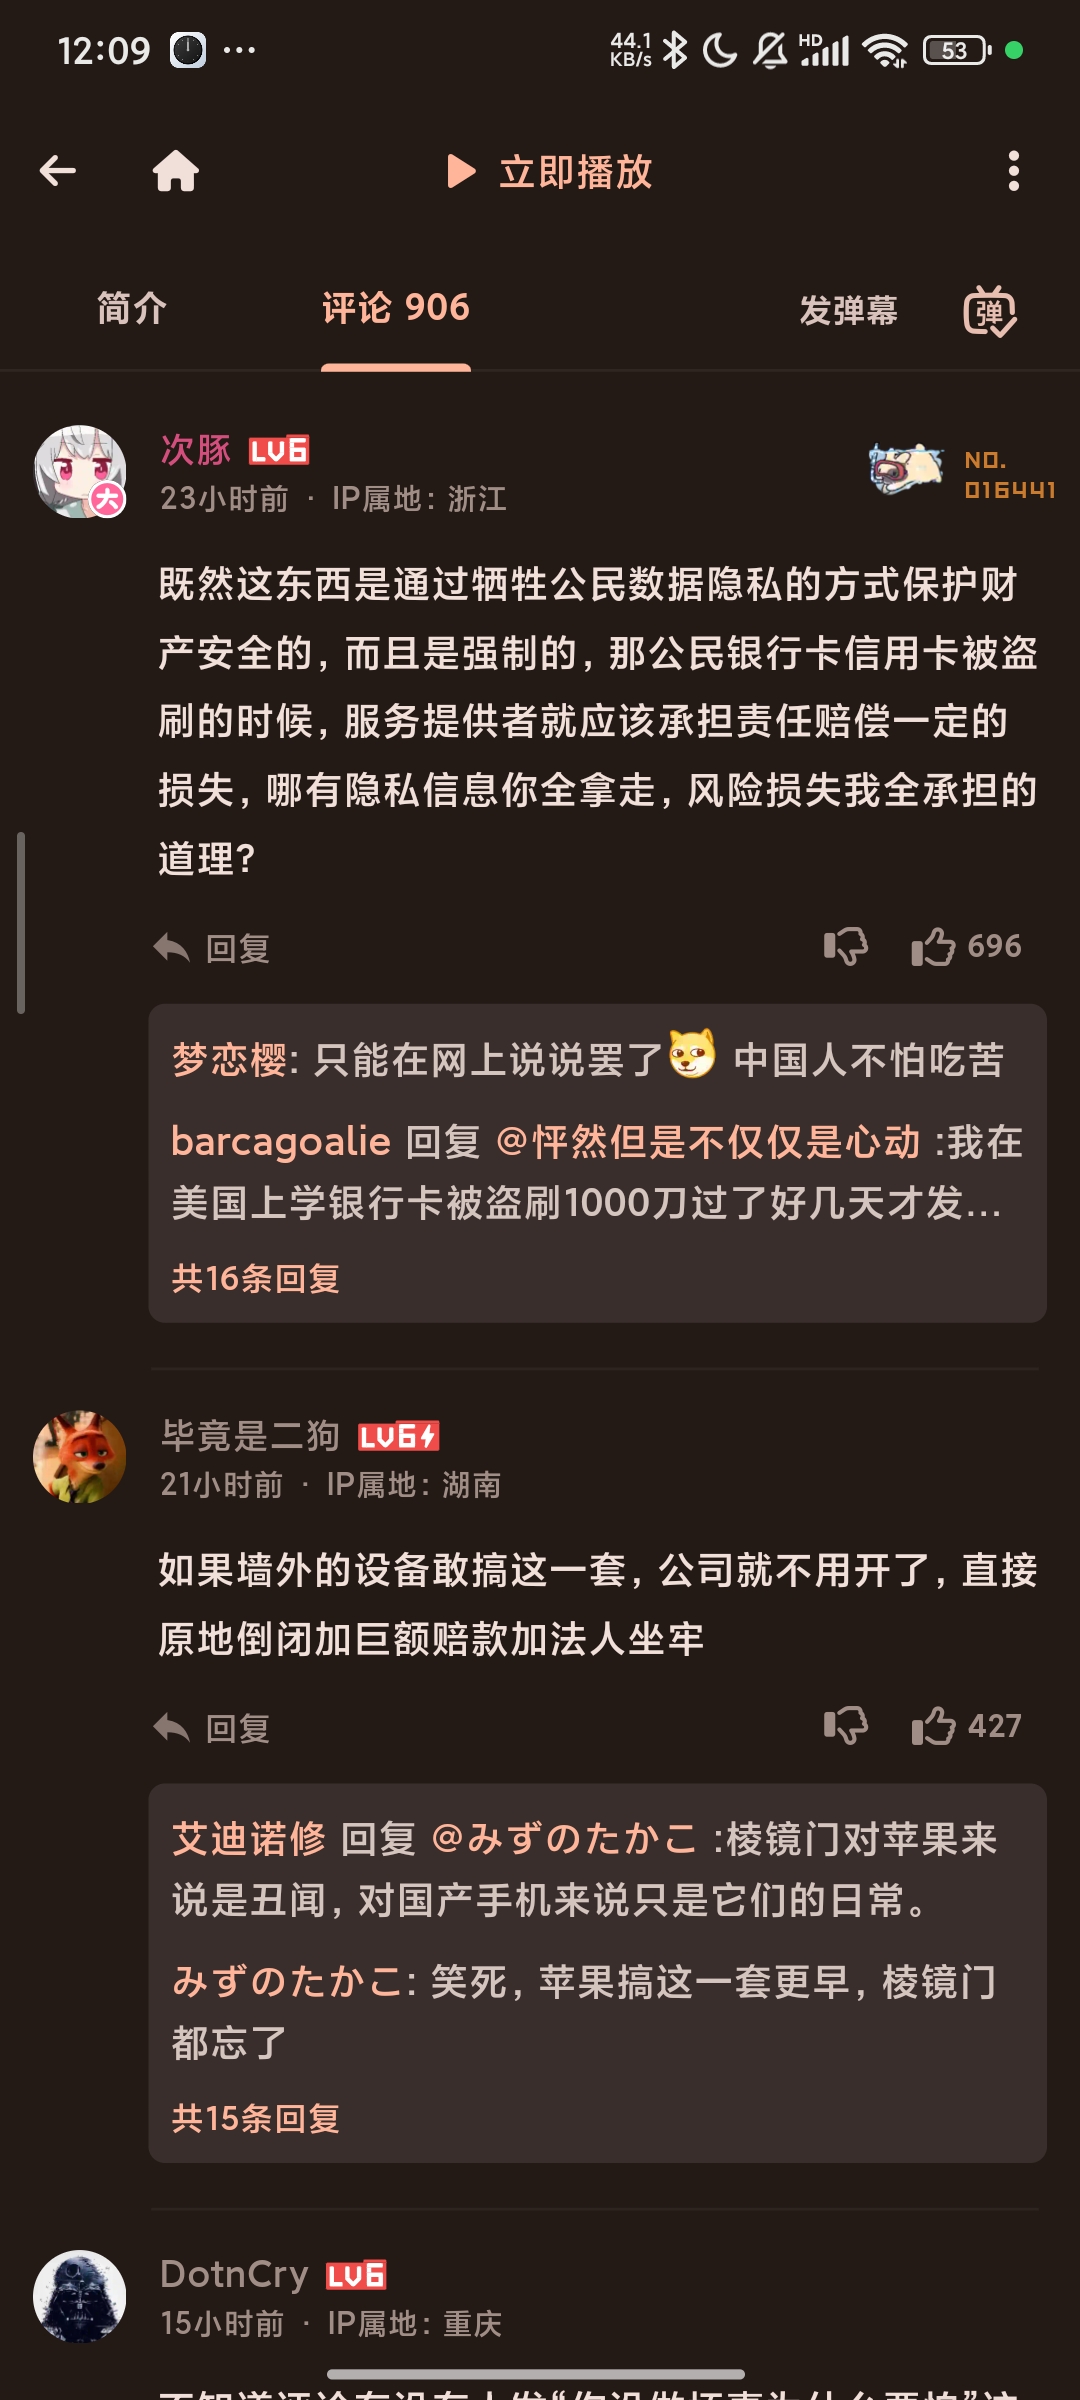 12:09 ... 44.1 KB/s HD 53
立即播放
简介 评论 906 发弹幕 弹
次豚 LV6 NO. 016441
大
23小时前 · IP属地：浙江
既然这东西是通过牺牲公民数据隐私的方式保护财
产安全的，而且是强制的，那公民银行卡信用卡被盗
刷的时候，服务提供者就应该承担责任赔偿一定的
损失，哪有隐私信息你全拿走，风险损失我全承担的
道理？
回复 696
梦恋樱: 只能在网上说说罢了 中国人不怕吃苦
barcagoalie 回复 @怦然但是不仅仅是心动 :我在
美国上学银行卡被盗刷1000刀过了好几天才发...
共16条回复
毕竟是二狗 LV6
21小时前 · IP属地：湖南
如果墙外的设备敢搞这一套，公司就不用开了，直接
原地倒闭加巨额赔款加法人坐牢
回复 427
艾迪诺修 回复 @みずのたかこ :棱镜门对苹果来
说是丑闻，对国产手机来说只是它们的日常。
みずのたかこ: 笑死，苹果搞这一套更早，棱镜门
都忘了
共15条回复
DotnCry LV6
15小时前 · IP属地：重庆